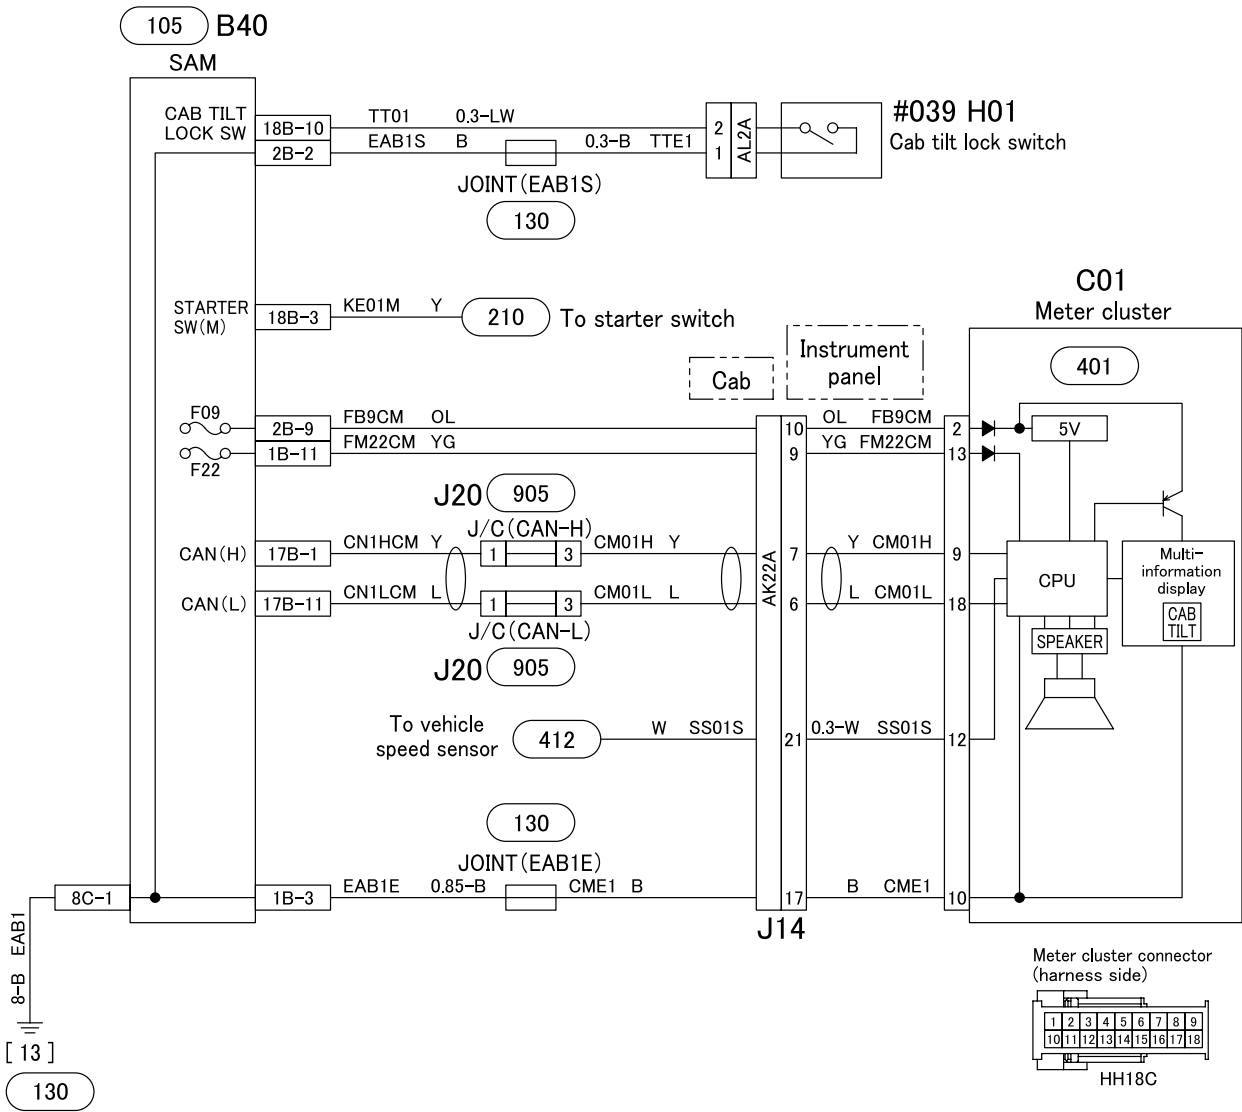 105 B40
SAM
CAB TILT
LOCK SW
18B-10
TT01 0.3-LW
2
AL2A
#039 H01
Cab tilt lock switch
2B-2
EAB1S B
0.3-B TTE1
1
JOINT(EAB1S)
130
STARTER
SW(M)
18B-3
KE01M Y
210
To starter switch
C01
Meter cluster
401
Cab
Instrument
panel
F09
2B-9
FB9CM OL
10
OL FB9CM
2
5V
F22
1B-11
FM22CM YG
9
YG FM22CM
13
J20 905
J/C(CAN-H)
CAN(H)
17B-1
CN1HCM Y
1 3
CM01H Y
7
Y CM01H
9
AK22A
CPU
Multi-
information
display
CAB
TILT
CAN(L)
17B-11
CN1LCM L
1 3
CM01L L
6
L CM01L
18
SPEAKER
J/C(CAN-L)
J20 905
To vehicle
speed sensor
412
W SS01S
21
0.3-W SS01S
12
130
JOINT(EAB1E)
8C-1
1B-3
EAB1E 0.85-B
CME1 B
17
B CME1
10
J14
8-B EAB1
[ 13 ]
130
Meter cluster connector
(harness side)
1 2 3 4 5 6 7 8 9
10 11 12 13 14 15 16 17 18
HH18C